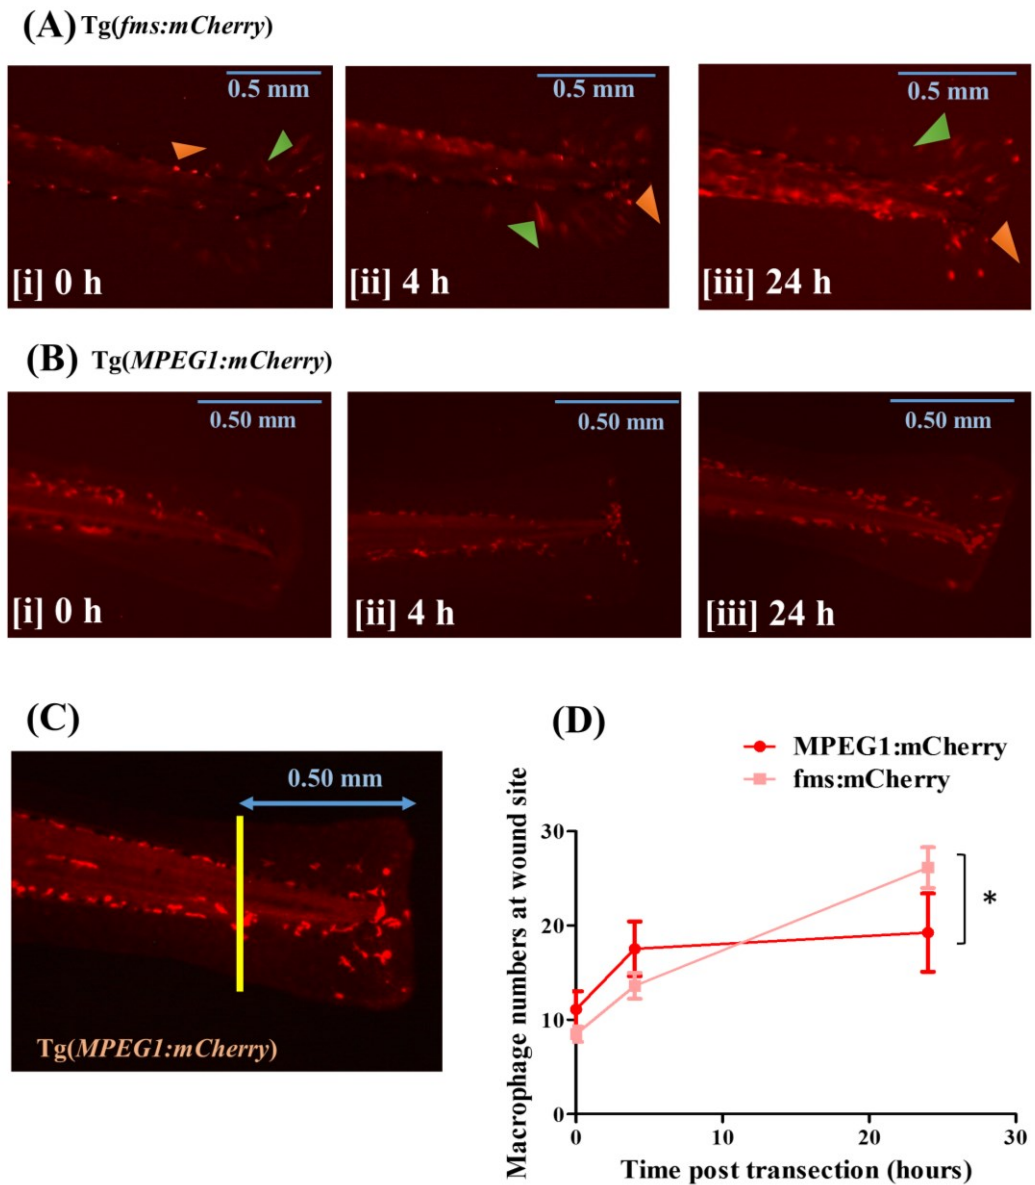 (A) Tg(fms:mCherry)
0.5 mm
0.5 mm
0.5 mm
[i] 0 h
[ii] 4 h
[iii] 24 h
(B) Tg(MPEG1:mCherry)
0.50 mm
0.50 mm
0.50 mm
[i] 0 h
[ii] 4 h
[iii] 24 h
(C)
0.50 mm
Tg(MPEG1:mCherry)
(D)
MPEG1:mCherry
fms:mCherry
Macrophage numbers at wound site
30
20
10
0
*
0 10 20 30
Time post transection (hours)